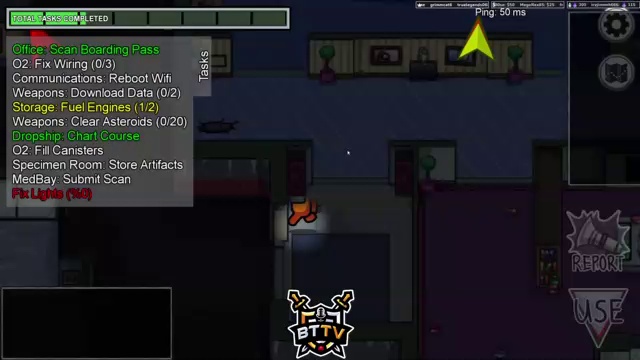 TOTAL TASKS COMPLETED
Ping: 50 ms
Office: Scan Boarding Pass
O2: Fix Wiring (0/3)
Communications: Reboot Wifi
Weapons: Download Data (0/2)
Storage: Fuel Engines (1/2)
Weapons: Clear Asteroids (0/20)
Dropship: Chart Course
O2: Fill Canisters
Specimen Room: Store Artifacts
MedBay: Submit Scan
Fix Lights (%0)
Tasks
REPORT
USE
BTTV